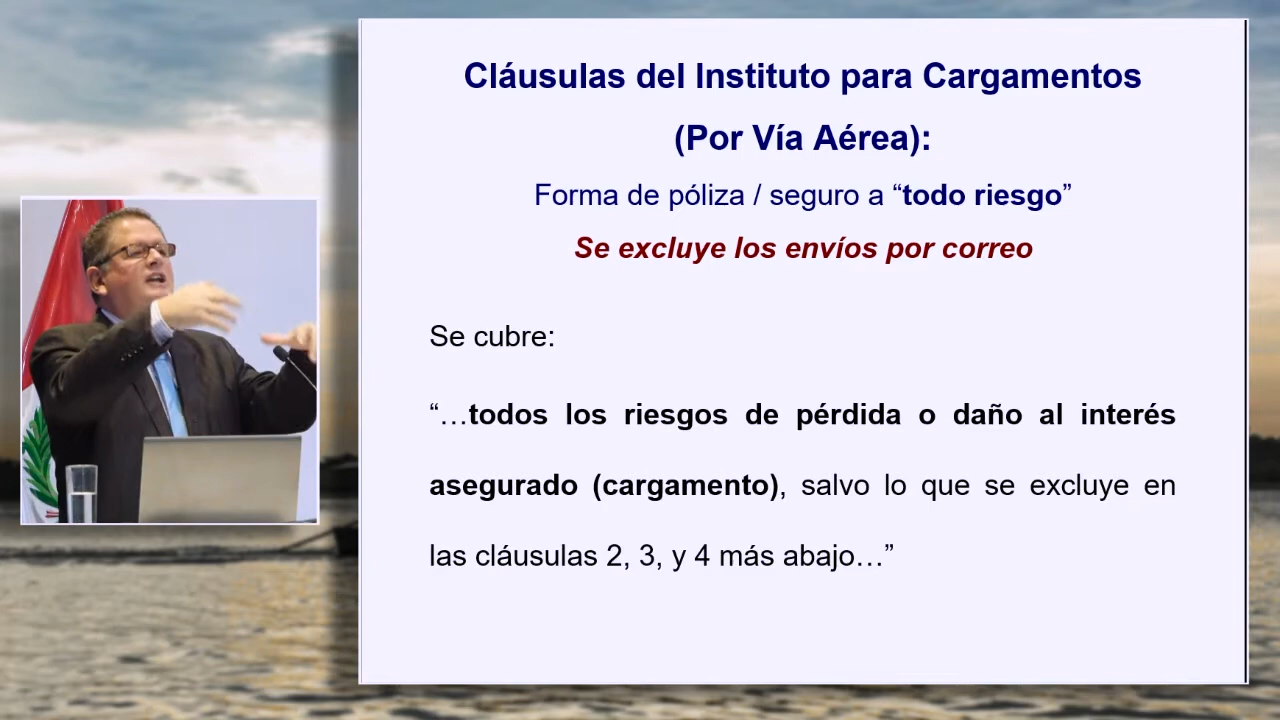 Cláusulas del Instituto para Cargamentos
(Por Vía Aérea):
Forma de póliza / seguro a “todo riesgo”
Se excluye los envíos por correo
Se cubre:
“…todos los riesgos de pérdida o daño al interés
asegurado (cargamento), salvo lo que se excluye en
las cláusulas 2, 3, y 4 más abajo…”